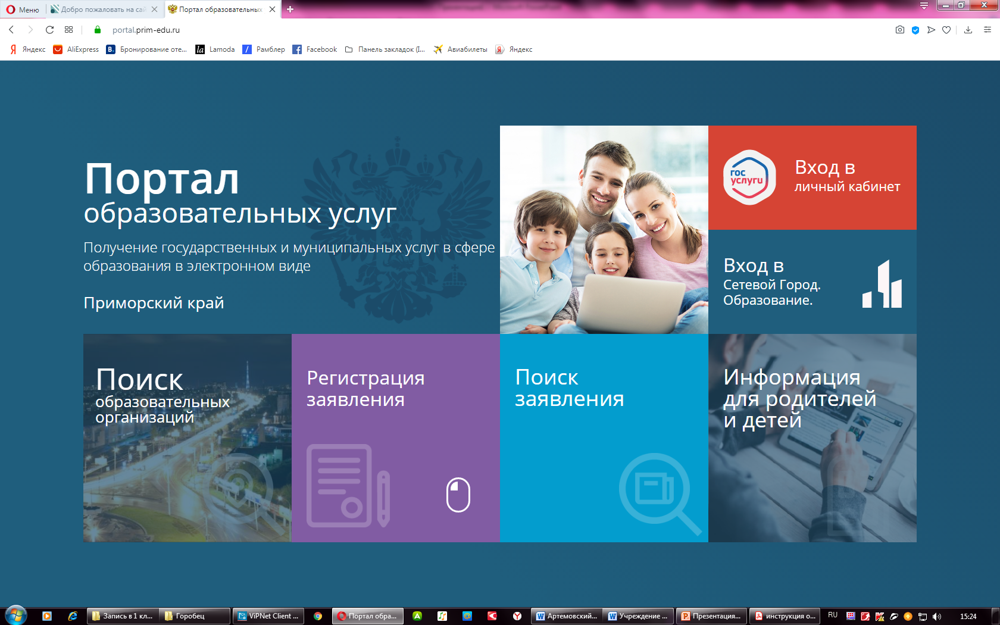 Меню
Добро пожаловать на сай
Портал образовательных
portal.prim-edu.ru
Яндекс
AliExpress
Бронирование оте...
Lamoda
Рамблер
Facebook
Панель закладок (I...
Авиабилеты
Яндекс
Портал
образовательных услуг
Получение государственных и муниципальных услуг в сфере
образования в электронном виде
Приморский край
гос
услуги
Вход в
личный кабинет
Вход в
Сетевой Город.
Образование.
Поиск
образовательных
организаций
Регистрация
заявления
Поиск
заявления
Информация
для родителей
и детей
Запись в 1 кл...
Горобец
ViPNet Client ...
Портал обра...
Артемовский...
Учреждение ...
Презентация...
инструкция о...
RU
15:24